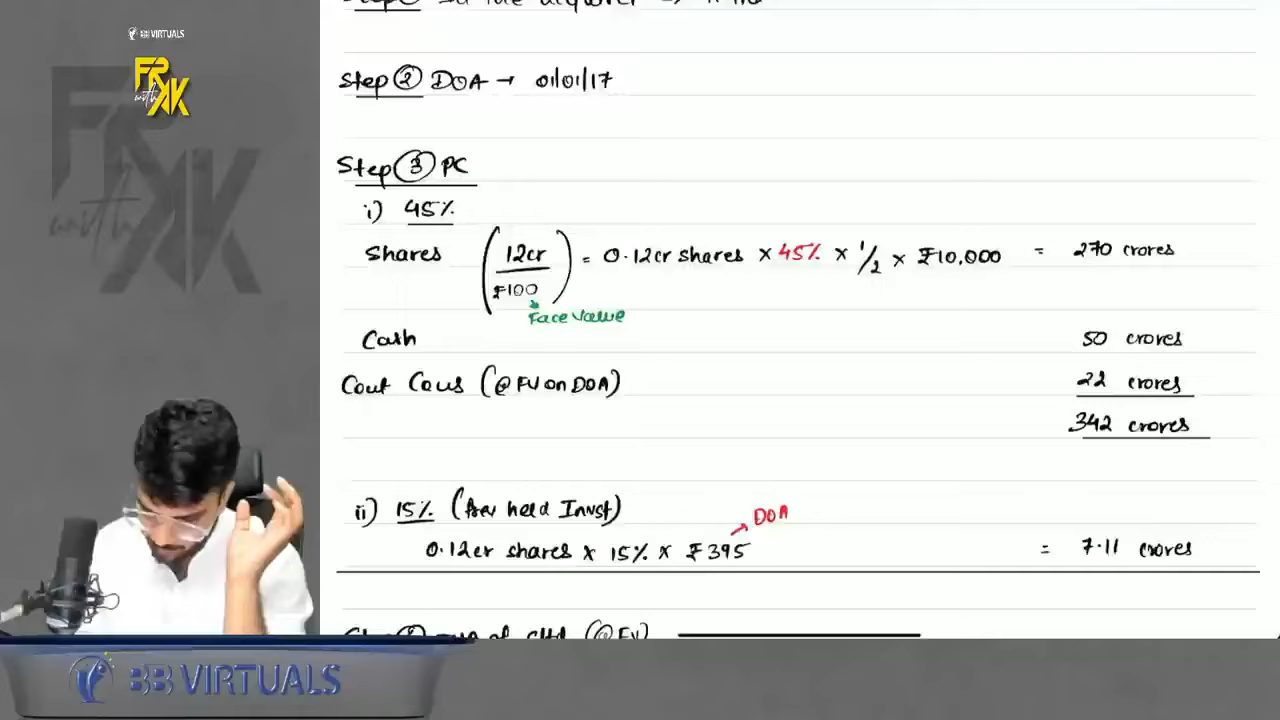 BB VIRTUALS
FR
with
KK
FR
with
KK
Step ② DOA → 01/01/17
Step ③ PC
i) 45%
Shares (12cr / ₹100) = 0.12cr shares × 45% × 1/2 × ₹10,000 = 270 crores
Face Value
Cash 50 crores
Cont Cons (@FV on DOA) 22 crores
342 crores
ii) 15% (Prev held Invst)
DOA
0.12cr shares × 15% × ₹395 = 7.11 crores
BB VIRTUALS